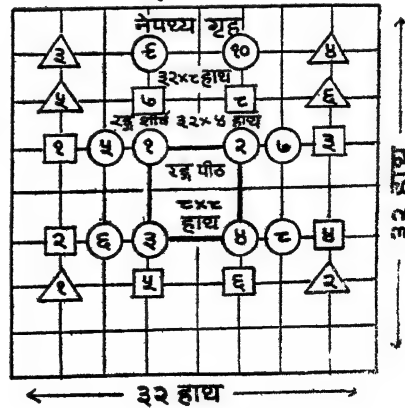 नेपथ्य गृह
३ ९ १० ४
३२×८ हाथ
५ ७ ८ ६
रङ्ग शीर्ष ३२×४ हाथ
१ ५ १ २ ७ ३
रङ्ग पीठ
८×८
हाथ
२ ६ ३ ४ ८ ४
१ ५ ६ २
३२ हाथ
३२ हाथ